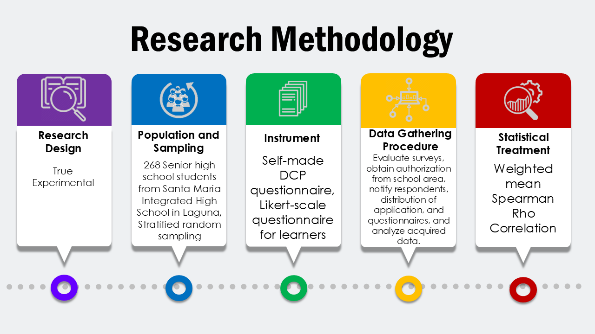 Research Methodology
Research
Design
True
Experimental
Population and
Sampling
268 Senior high
school students
from Santa Maria
Integrated High
School in Laguna,
Stratified random
sampling
Instrument
Self-made
DCP
questionnaire,
Likert-scale
questionnaire
for learners
Data Gathering
Procedure
Evaluate surveys,
obtain authorization
from school area,
notify respondents,
distribution of
application, and
questionnaires, and
analyze acquired
data.
Statistical
Treatment
Weighted
mean
Spearman
Rho
Correlation